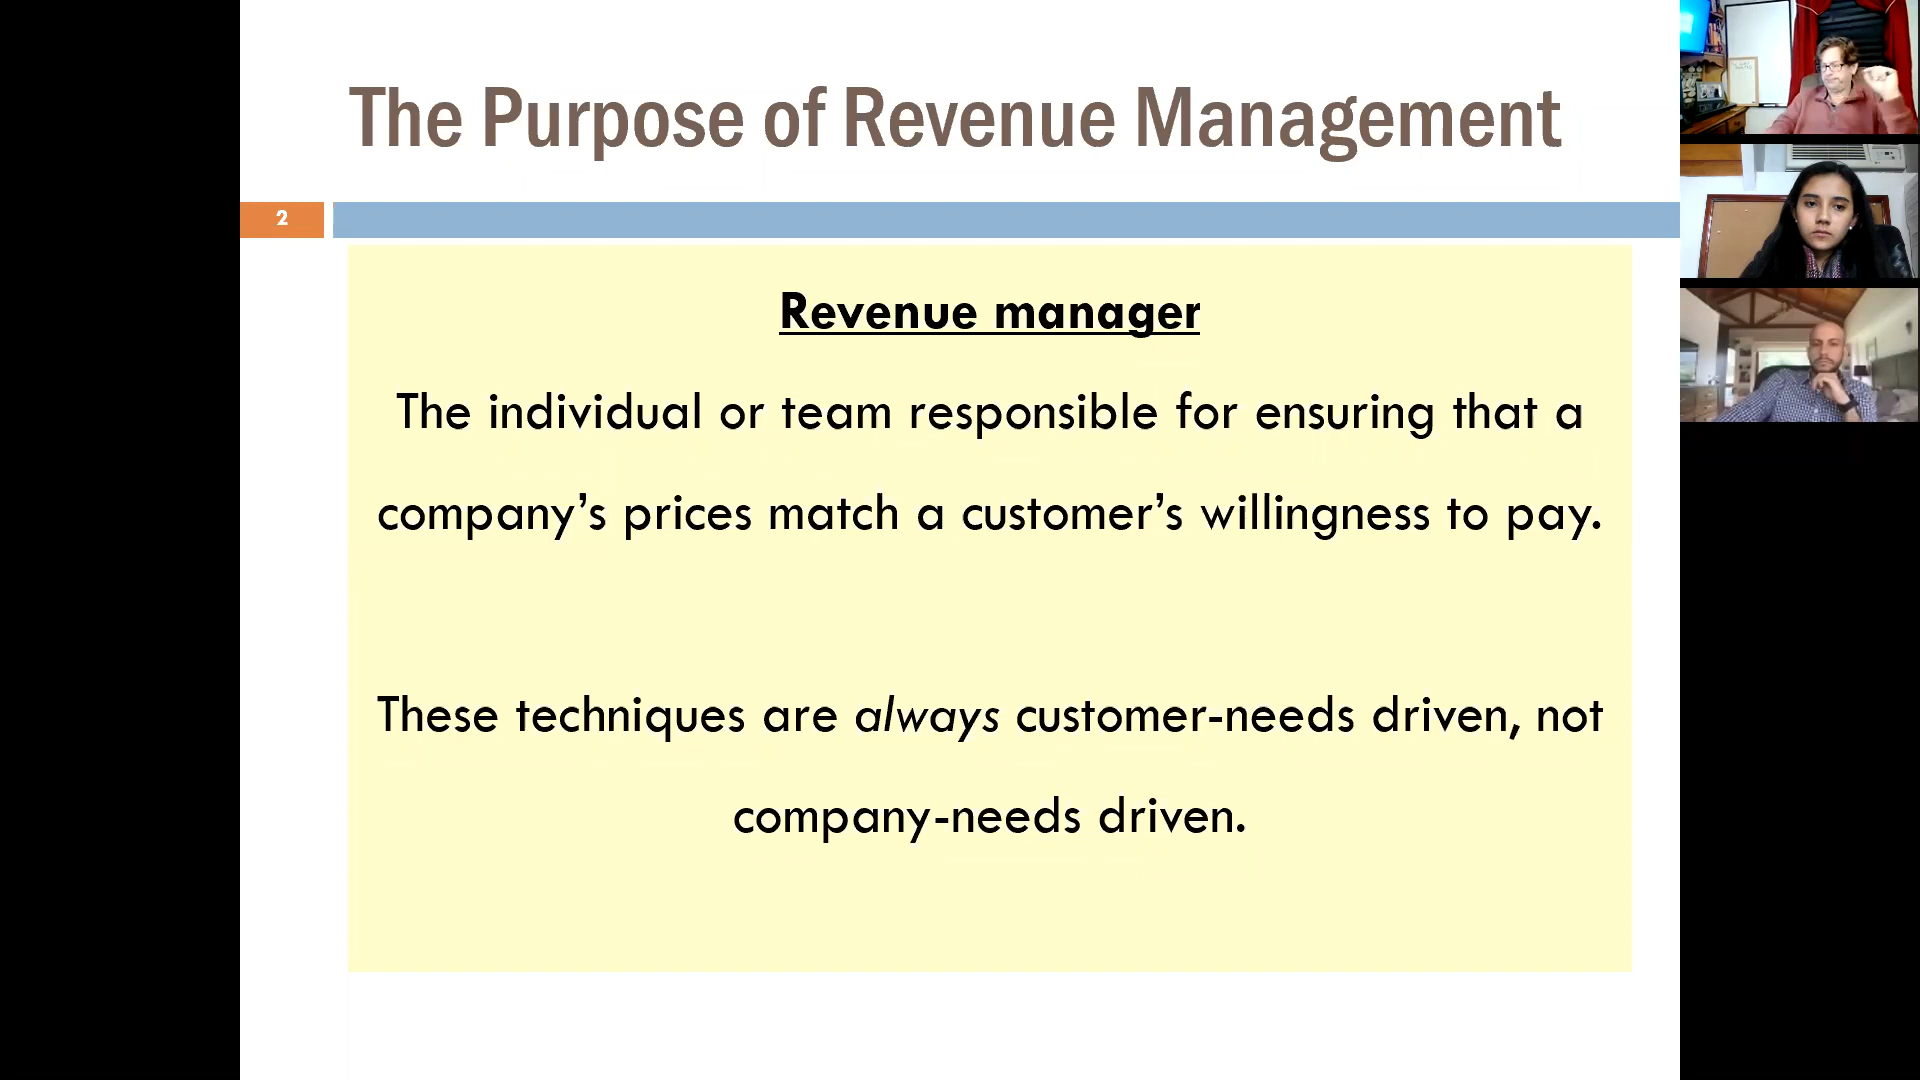 The Purpose of Revenue Management
2
Revenue manager
The individual or team responsible for ensuring that a
company’s prices match a customer’s willingness to pay.
These techniques are always customer-needs driven, not
company-needs driven.